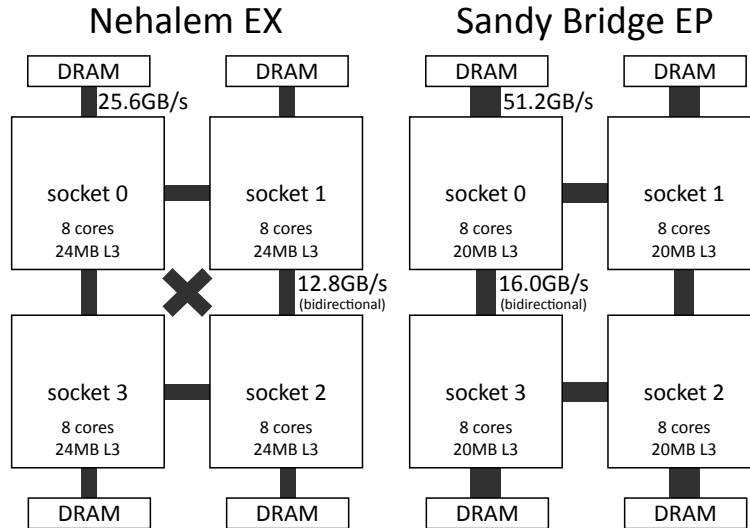 Nehalem EX
DRAM
DRAM
25.6GB/s
socket 0
8 cores
24MB L3
socket 1
8 cores
24MB L3
12.8GB/s
(bidirectional)
socket 3
8 cores
24MB L3
socket 2
8 cores
24MB L3
DRAM
DRAM
Sandy Bridge EP
DRAM
DRAM
51.2GB/s
socket 0
8 cores
20MB L3
socket 1
8 cores
20MB L3
16.0GB/s
(bidirectional)
socket 3
8 cores
20MB L3
socket 2
8 cores
20MB L3
DRAM
DRAM